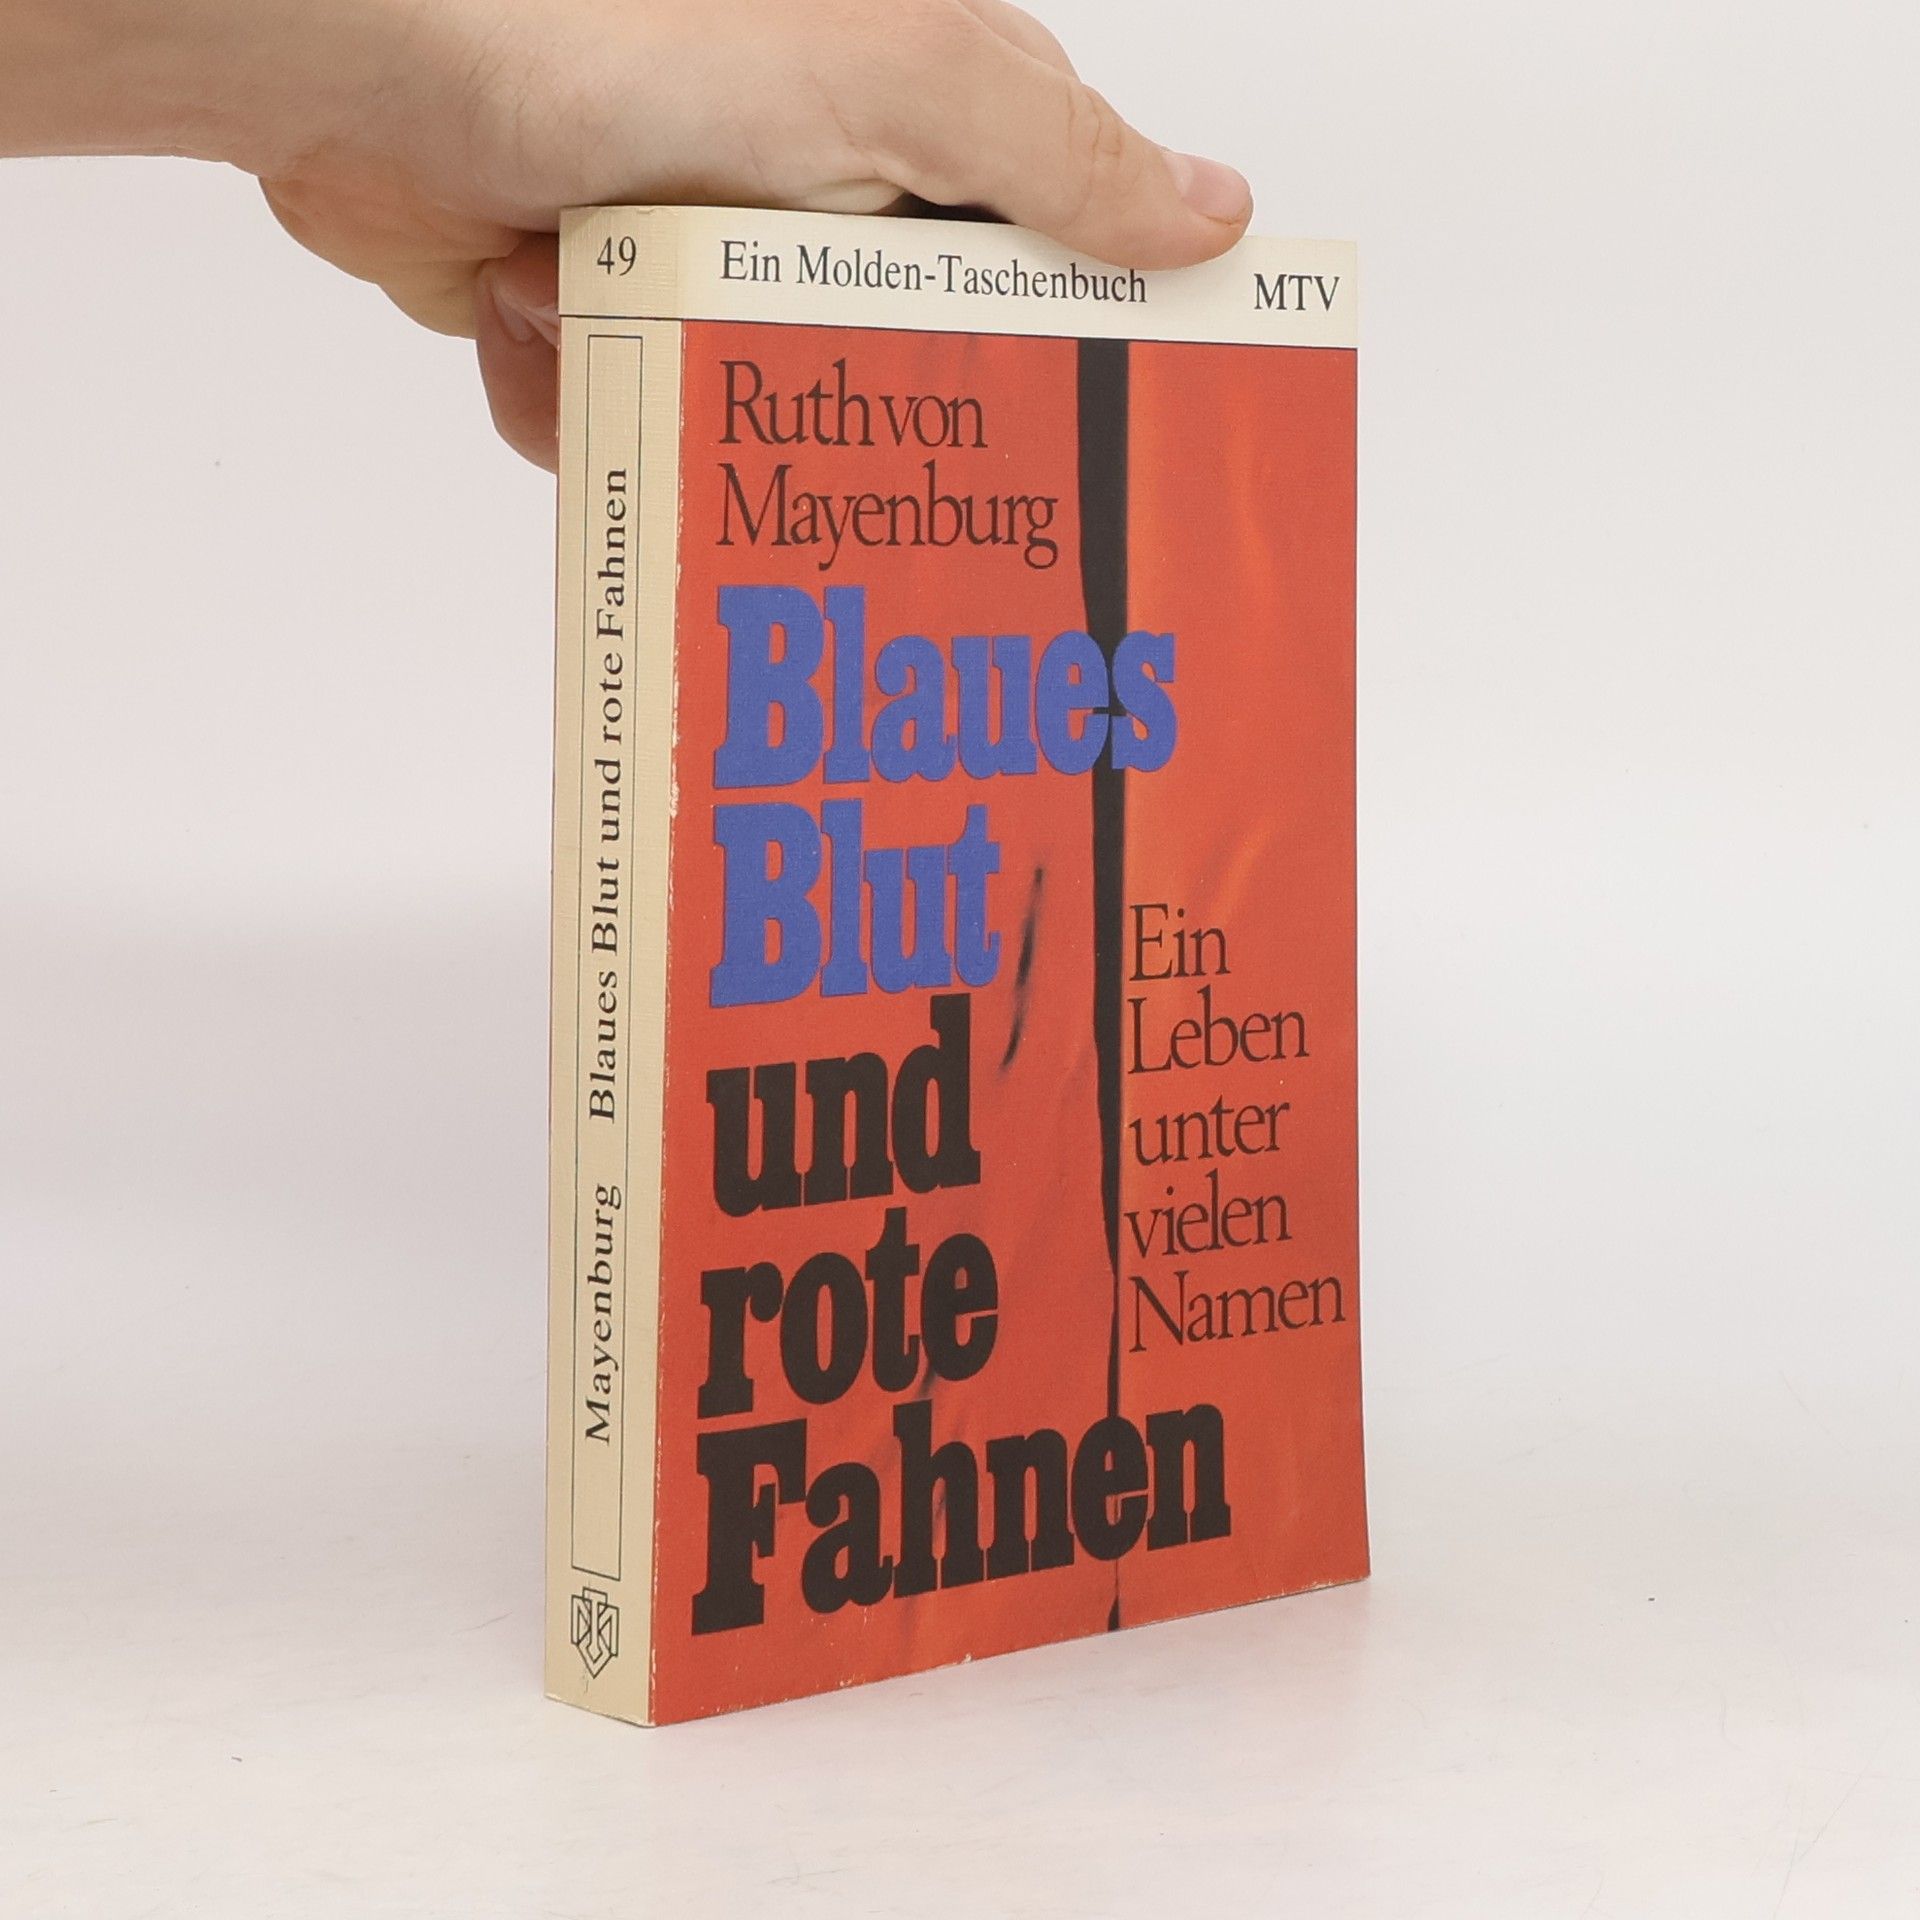 49
Mayenburg Blaues Blut und rote Fahnen
Ein Molden-Taschenbuch MTV
Ruth von
Mayenburg
Blaues
Blut
und
rote
Fahnen
Ein
Leben
unter
vielen
Namen